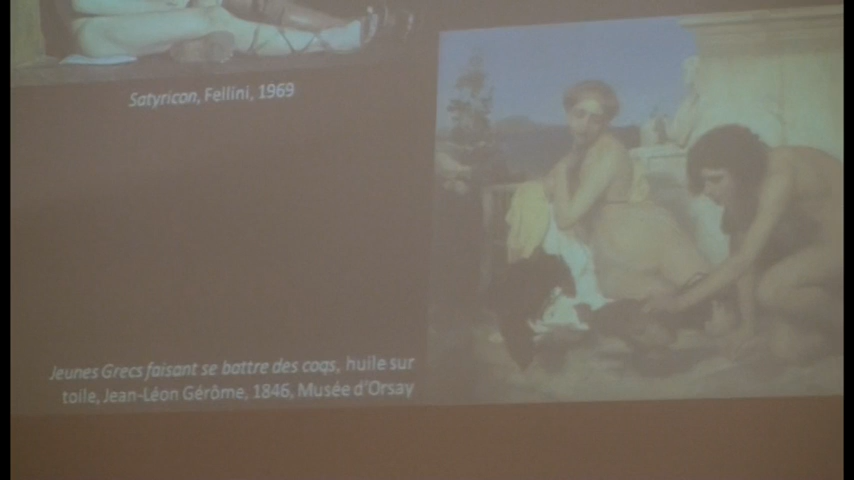 Satyricon, Fellini, 1969
Jeunes Grecs faisant se battre des coqs, huile sur
toile, Jean-Léon Gérôme, 1846, Musée d'Orsay